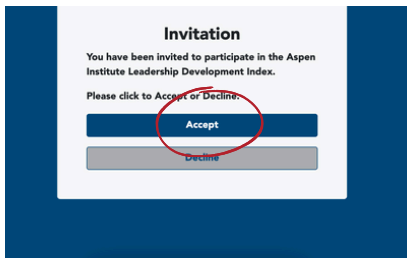 Invitation
You have been invited to participate in the Aspen
Institute Leadership Development Index.
Please click to Accept or Decline.
Accept
Decline